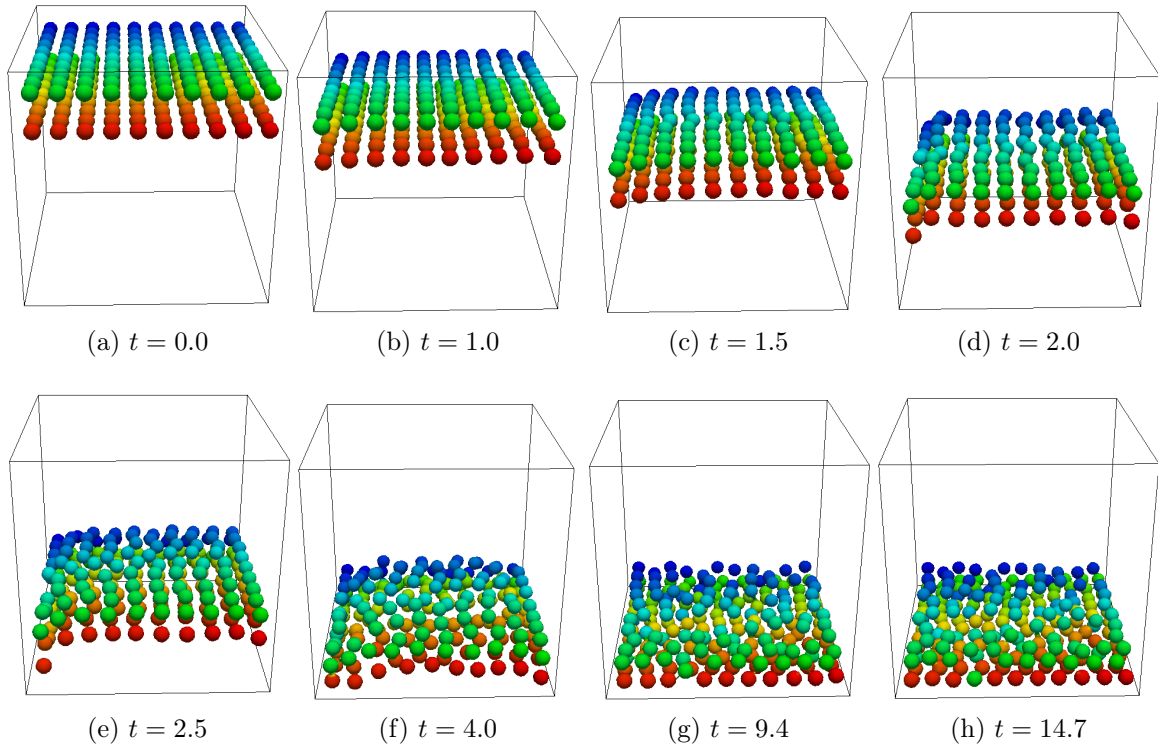 (a) t = 0.0
(b) t = 1.0
(c) t = 1.5
(d) t = 2.0
(e) t = 2.5
(f) t = 4.0
(g) t = 9.4
(h) t = 14.7